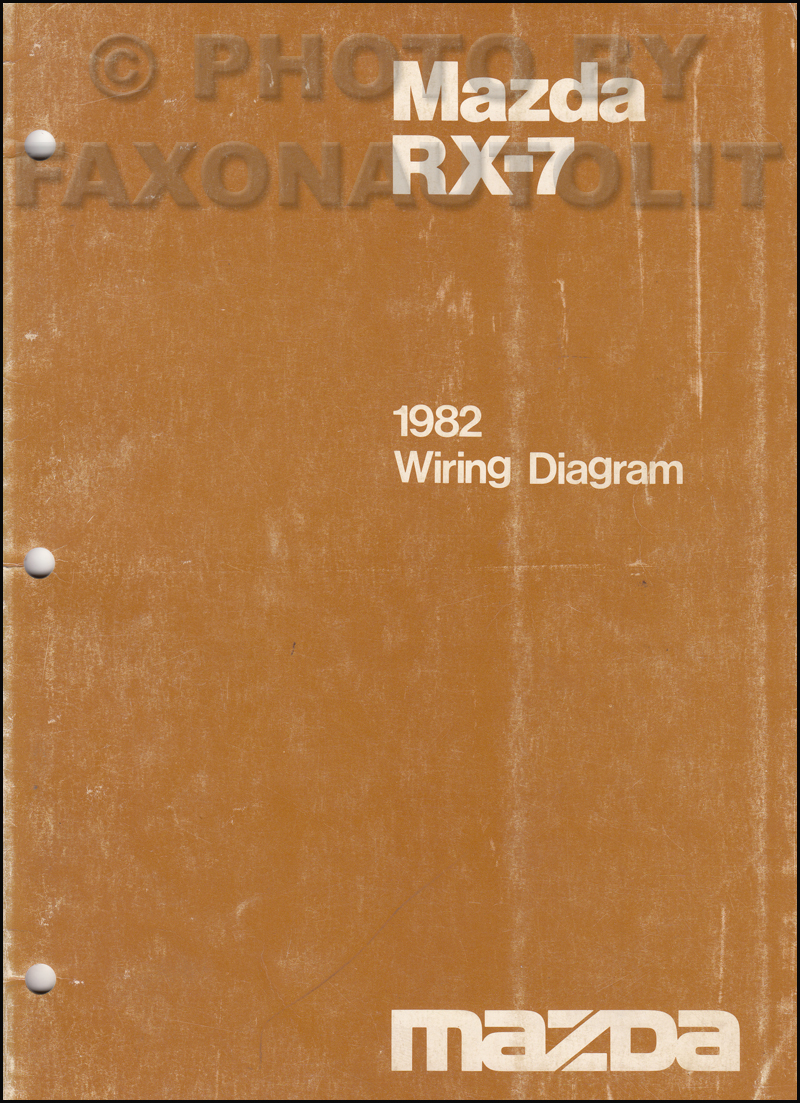 © PHOTO BY
Mazda
FAXONAUTOLIT
RX-7
1982
Wiring Diagram
mazda